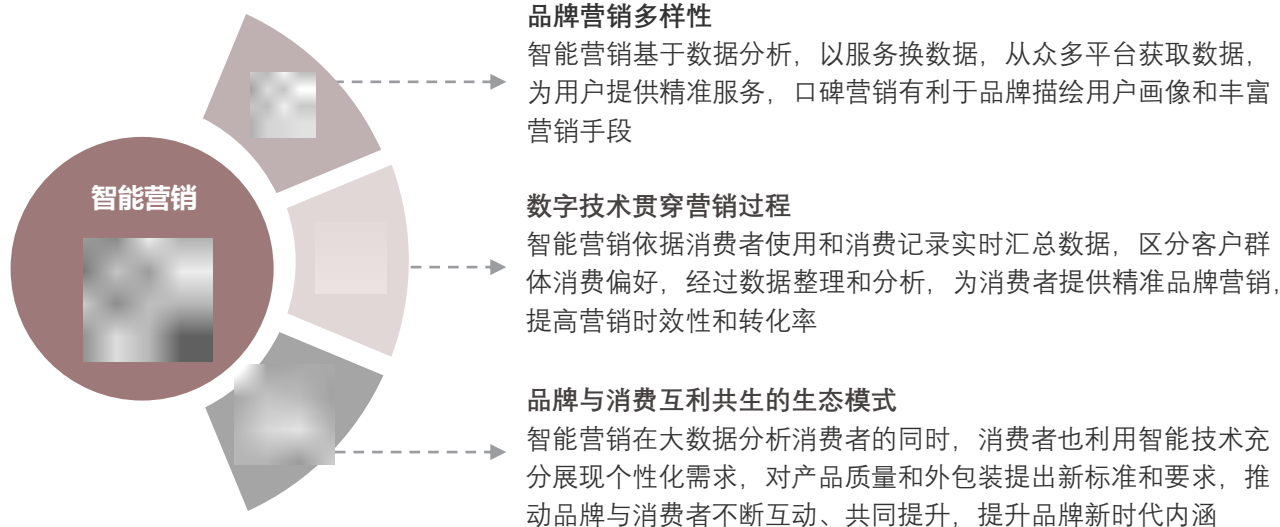 智能营销
品牌营销多样性
智能营销基于数据分析，以服务换数据，从众多平台获取数据，
为用户提供精准服务，口碑营销有利于品牌描绘用户画像和丰富
营销手段
数字技术贯穿营销过程
智能营销依据消费者使用和消费记录实时汇总数据，区分客户群
体消费偏好，经过数据整理和分析，为消费者提供精准品牌营销，
提高营销时效性和转化率
品牌与消费互利共生的生态模式
智能营销在大数据分析消费者的同时，消费者也利用智能技术充
分展现个性化需求，对产品质量和外包装提出新标准和要求，推
动品牌与消费者不断互动、共同提升，提升品牌新时代内涵